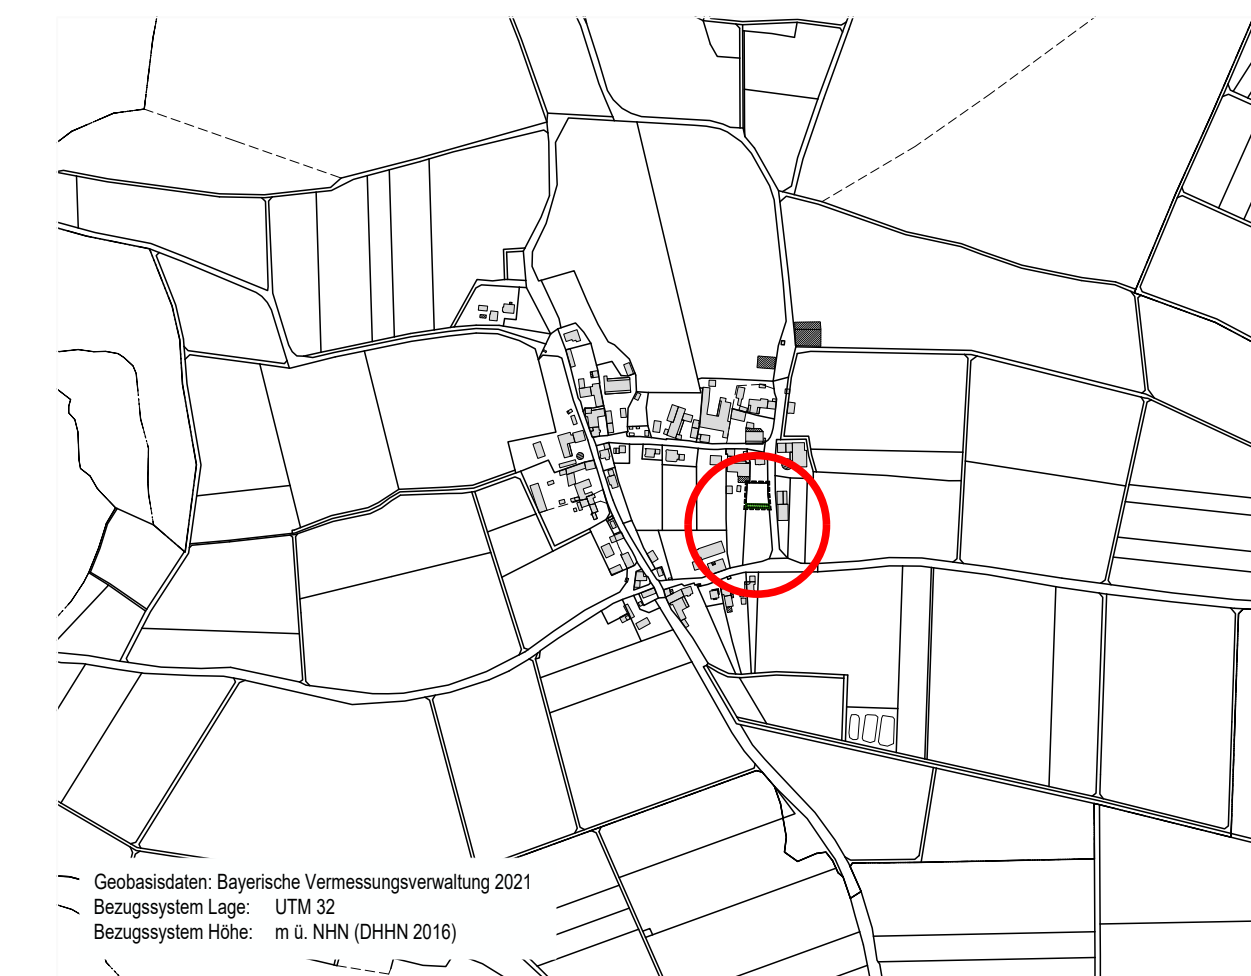 Geobasisdaten: Bayerische Vermessungsverwaltung 2021
Bezugssystem Lage: UTM 32
Bezugssystem Höhe: m ü. NHN (DHHN 2016)